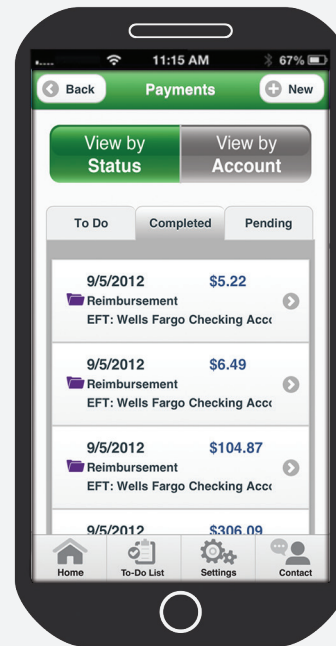 11:15 AM 67%
Back Payments New
View by Status View by Account
To Do Completed Pending
9/5/2012 $5.22
Reimbursement
EFT: Wells Fargo Checking Acc
9/5/2012 $6.49
Reimbursement
EFT: Wells Fargo Checking Acc
9/5/2012 $104.87
Reimbursement
EFT: Wells Fargo Checking Acc
9/5/2012 $306.09
Home To-Do List Settings Contact